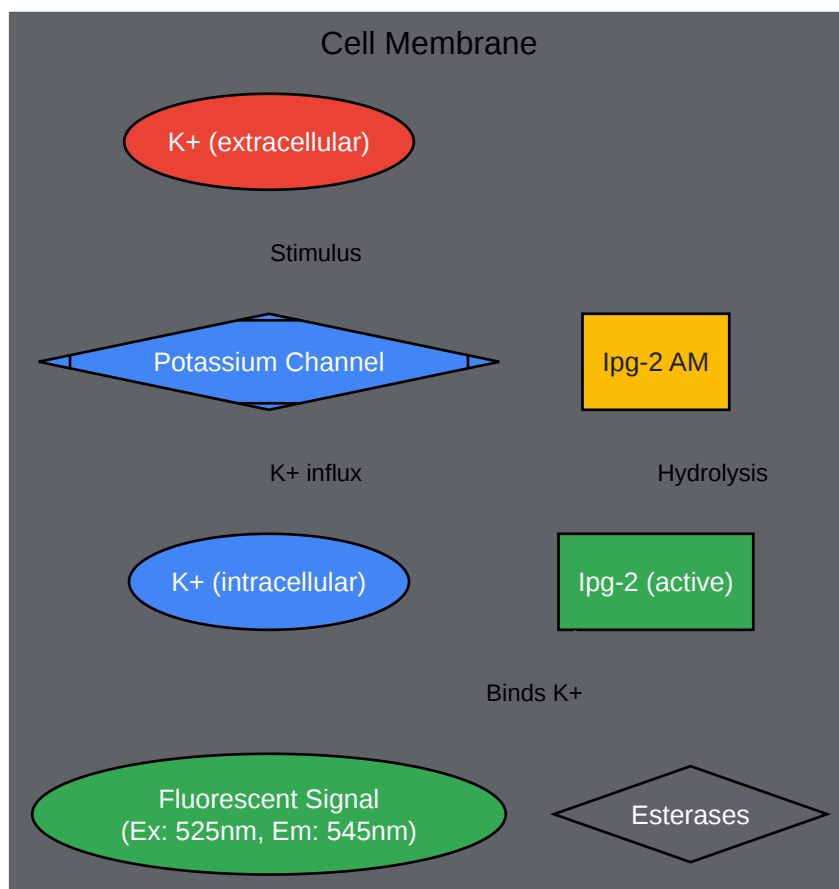 Cell Membrane
K+ (extracellular)
Stimulus
Potassium Channel
Ipg-2 AM
K+ influx
Hydrolysis
K+ (intracellular)
Ipg-2 (active)
Binds K+
Fluorescent Signal
(Ex: 525nm, Em: 545nm)
Esterases